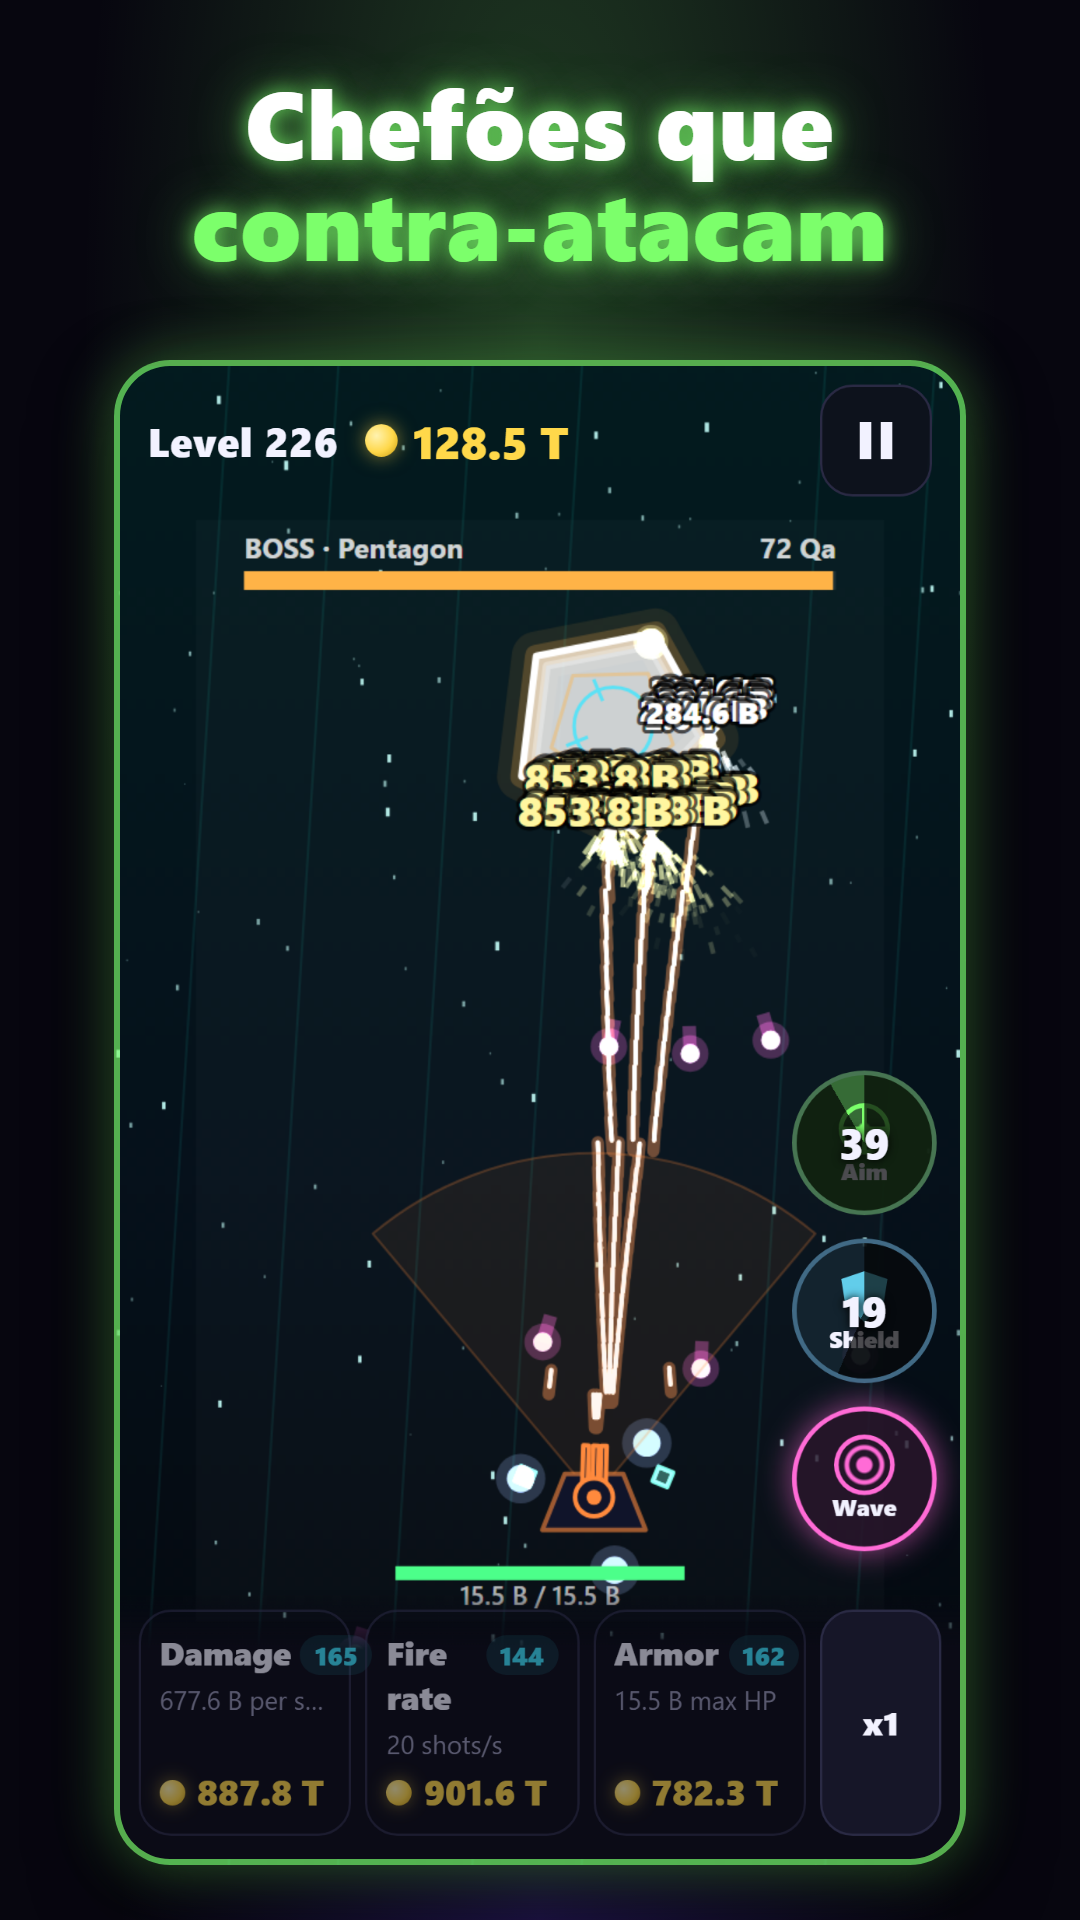 Chefões que
contra-atacam
Level 226 128.5 T
BOSS · Pentagon 72 Qa
284.6 B
853.8 B
853.8 B
39
Aim
19
Shield
Wave
15.5 B / 15.5 B
Damage 165
677.6 B per s...
887.8 T
Fire rate 144
20 shots/s
901.6 T
Armor 162
15.5 B max HP
782.3 T
x1